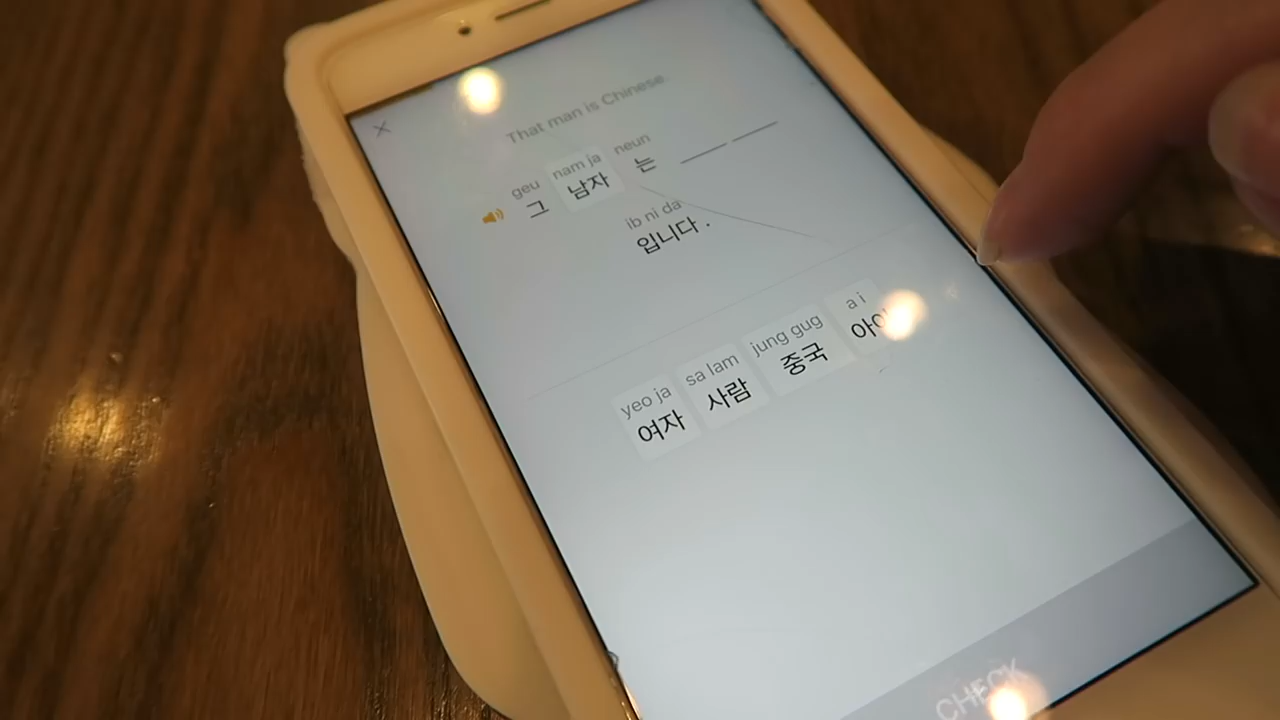 That man is Chinese
geu nam ja neun
그 남자 는
ib ni da
입니다 .
yeo ja sa lam jung gug a i
여자 사람 중국 아이
CHECK